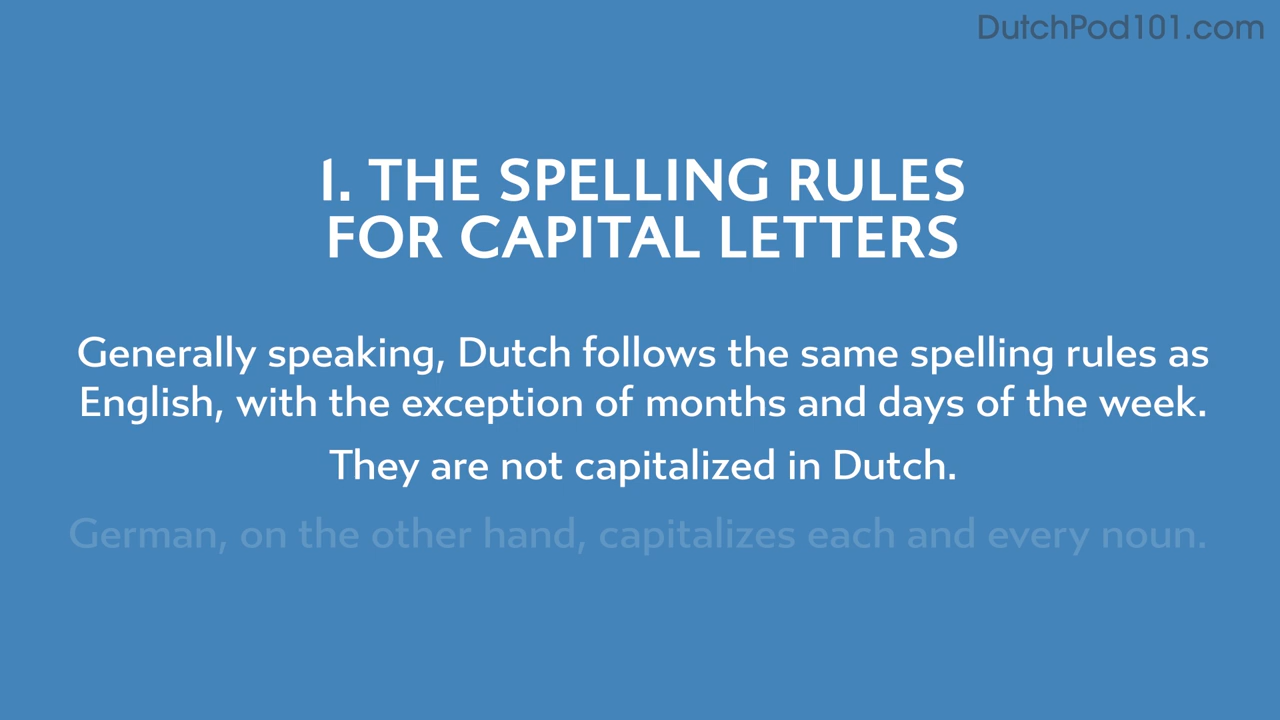 DutchPod101.com
1. THE SPELLING RULES
FOR CAPITAL LETTERS
Generally speaking, Dutch follows the same spelling rules as
English, with the exception of months and days of the week.
They are not capitalized in Dutch.
German, on the other hand, capitalizes each and every noun.